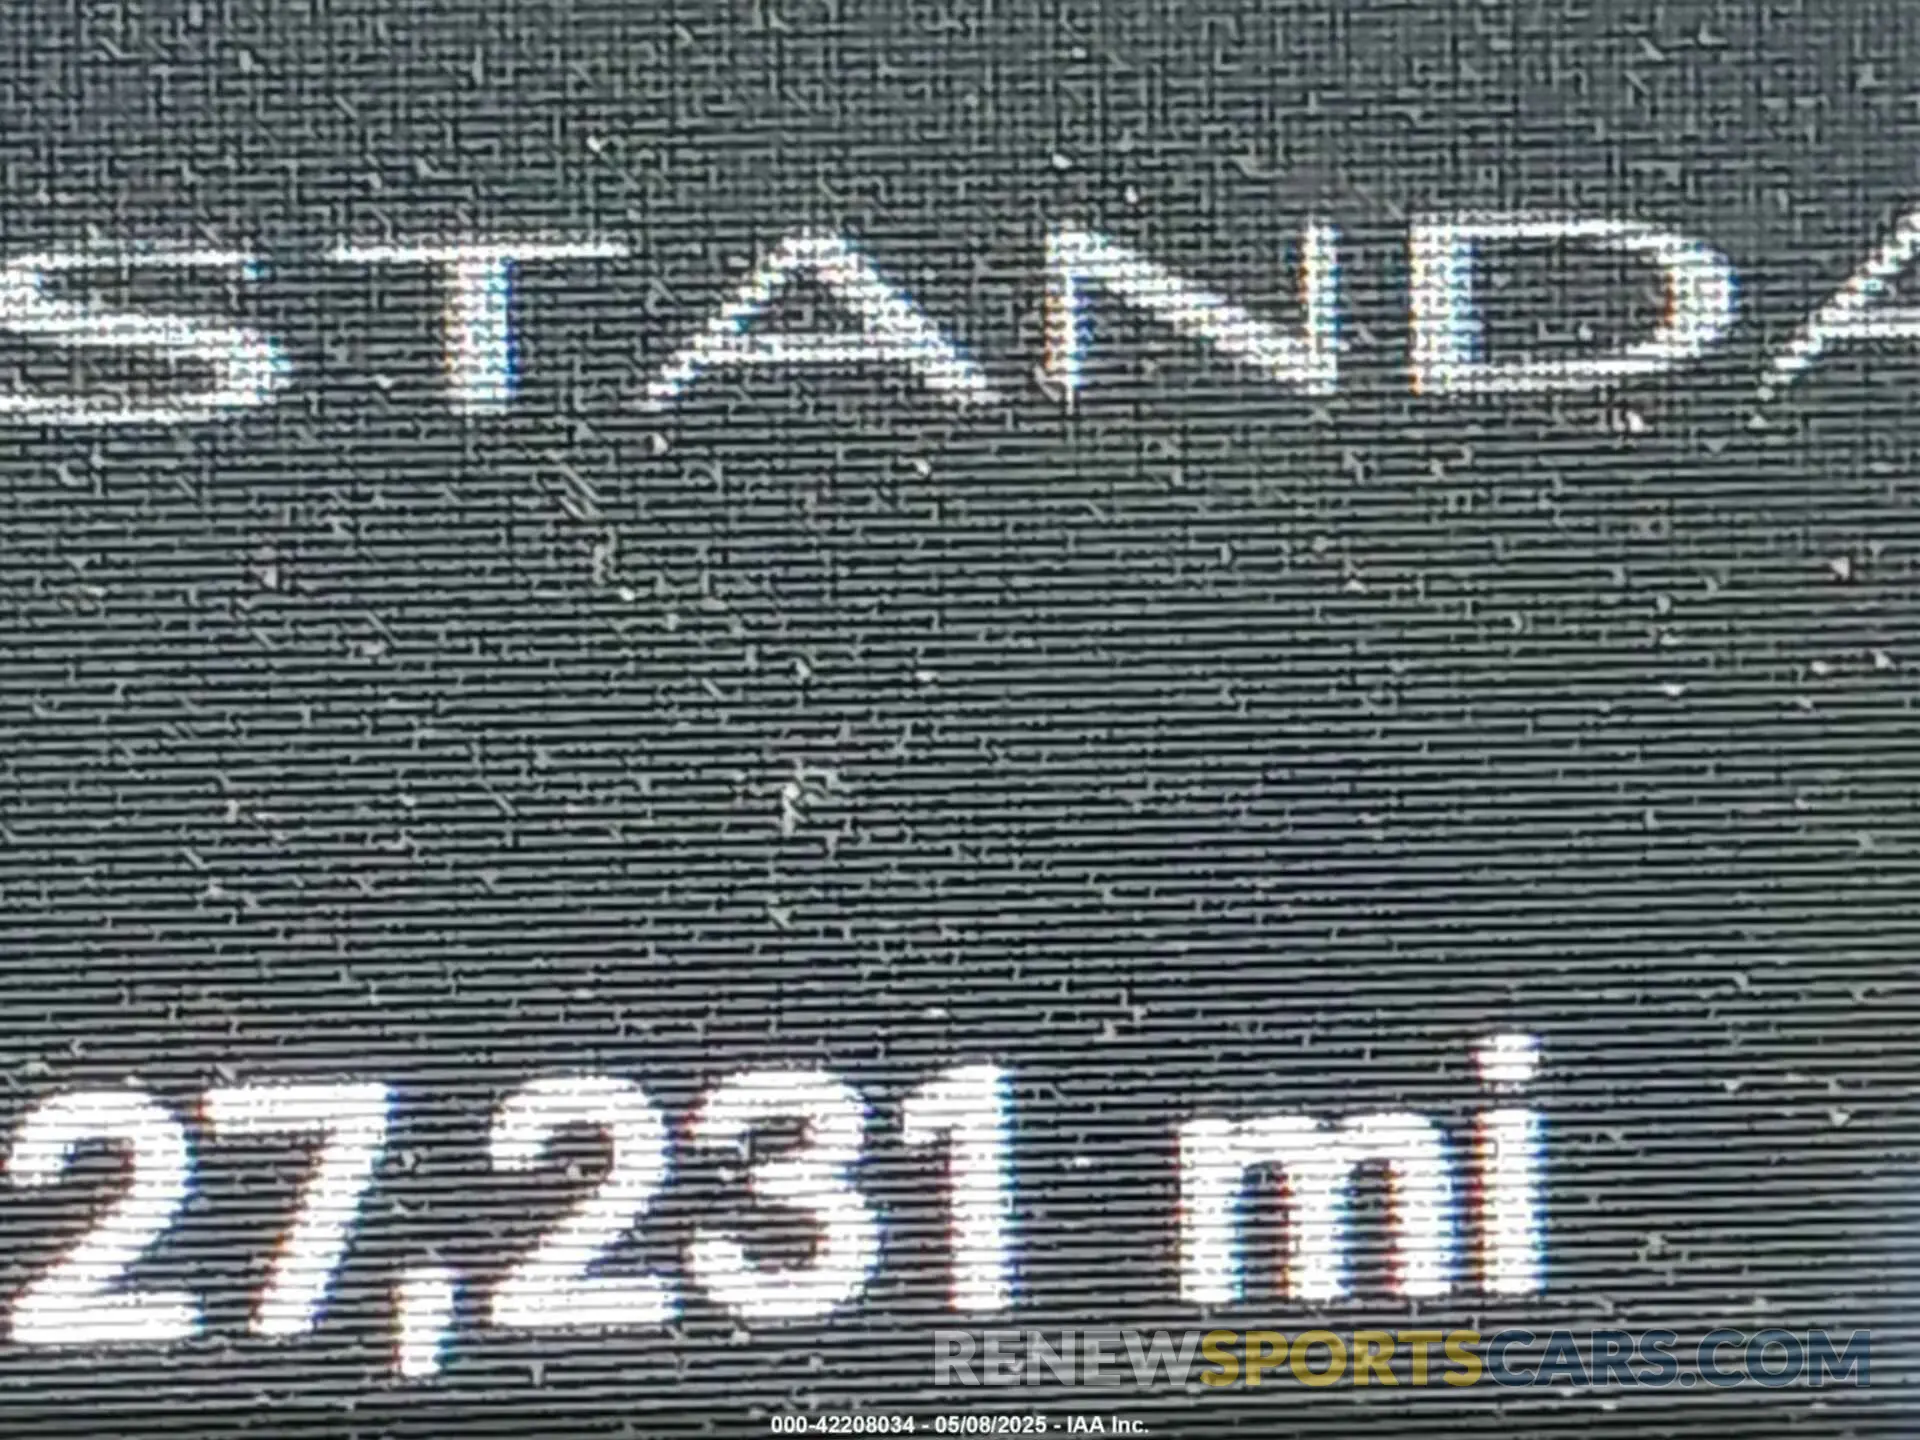 STANDA
27,231 mi
RENEWSPORTSCARS.COM
000-42208034 - 05/08/2025 - IAA Inc.